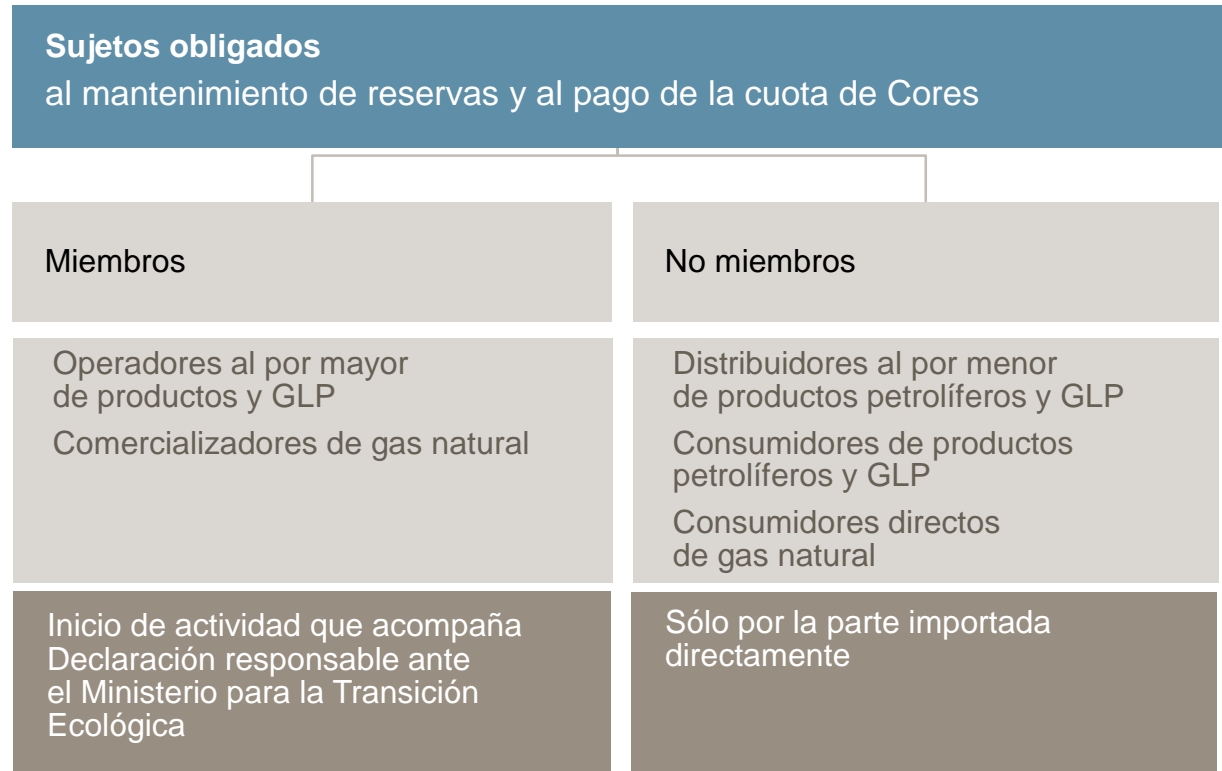 Sujetos obligados
al mantenimiento de reservas y al pago de la cuota de Cores
Miembros
Operadores al por mayor
de productos y GLP
Comercializadores de gas natural
Inicio de actividad que acompaña
Declaración responsable ante
el Ministerio para la Transición
Ecológica
No miembros
Distribuidores al por menor
de productos petrolíferos y GLP
Consumidores de productos
petrolíferos y GLP
Consumidores directos
de gas natural
Sólo por la parte importada
directamente